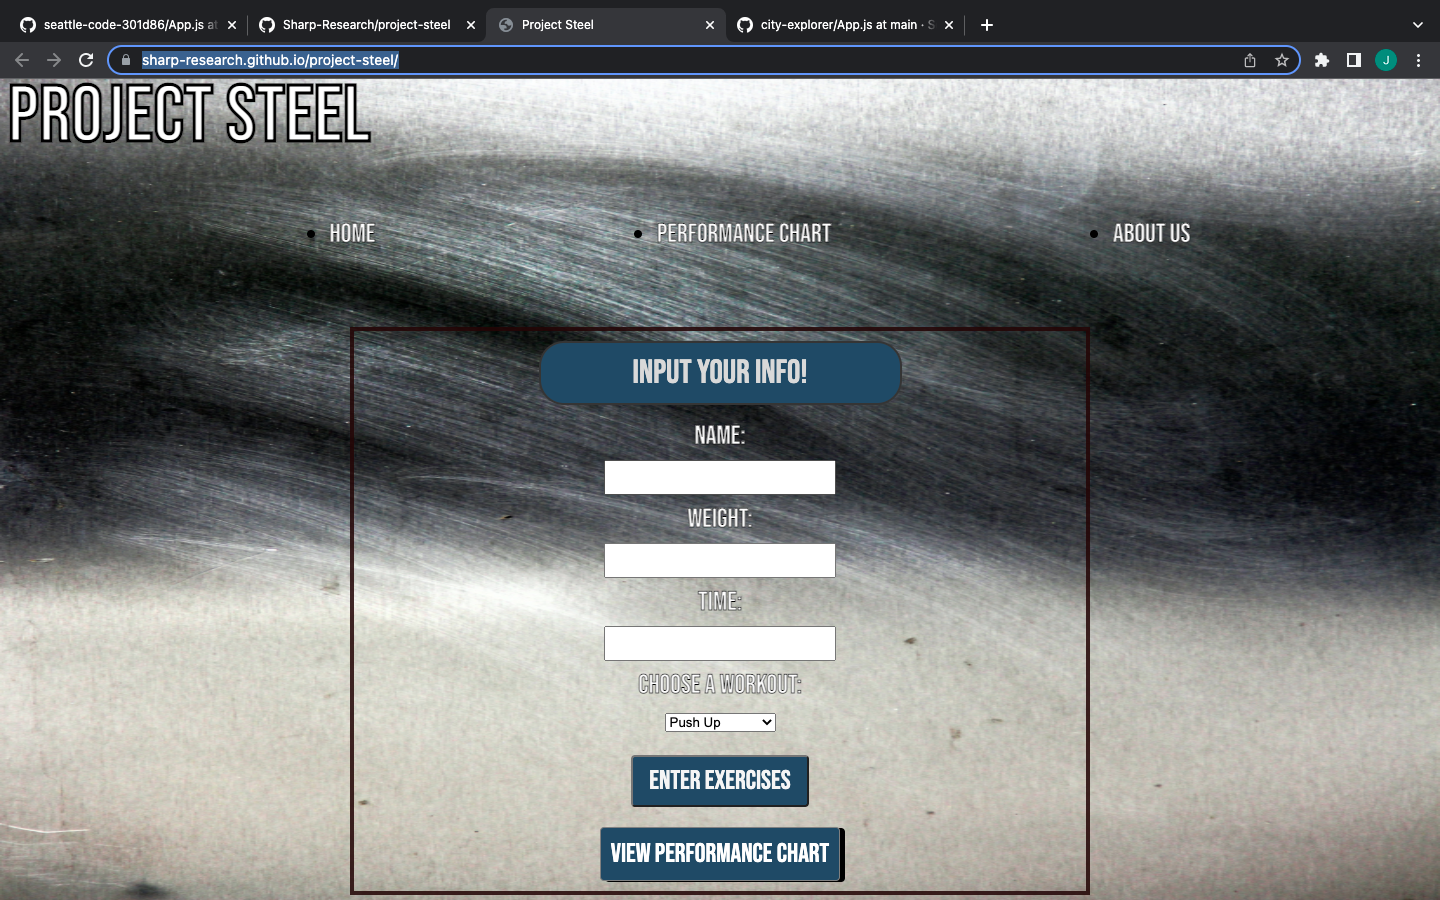 seattle-code-301d86/App.js at
Sharp-Research/project-steel
Project Steel
city-explorer/App.js at main · S
sharp-research.github.io/project-steel/
J
PROJECT STEEL
HOME
PERFORMANCE CHART
ABOUT US
INPUT YOUR INFO!
NAME:
WEIGHT:
TIME:
CHOOSE A WORKOUT:
Push Up
ENTER EXERCISES
VIEW PERFORMANCE CHART